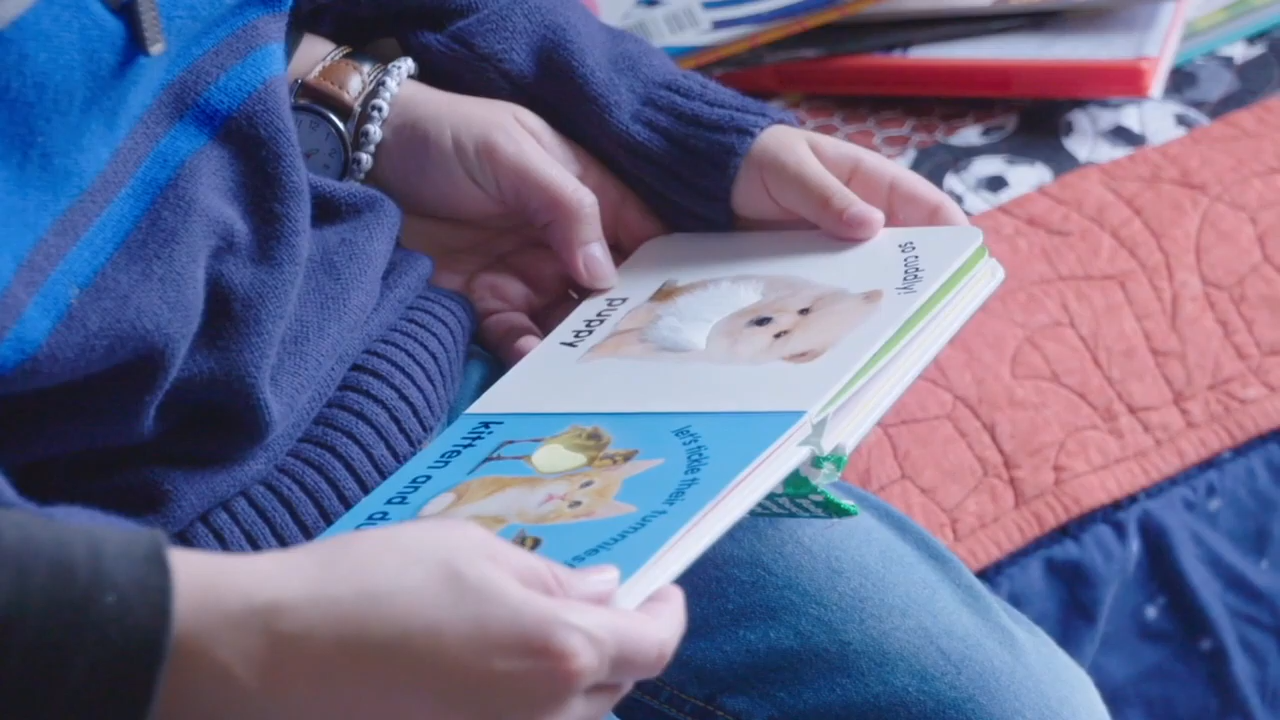 so cuddly!
puppy
let's tickle their tummies!
kitten and